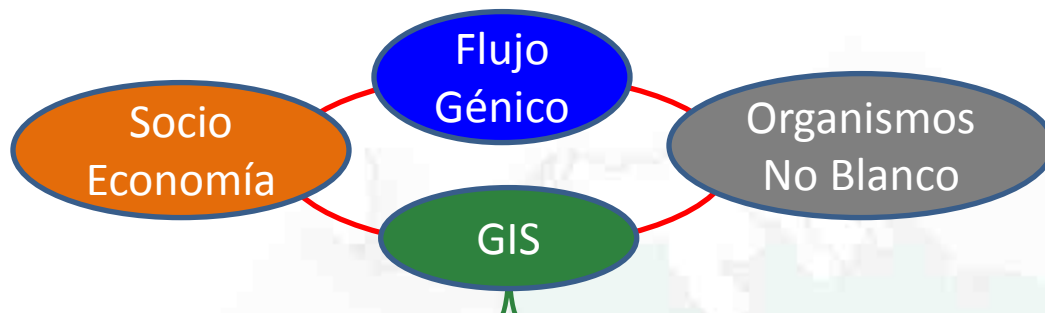 Flujo
Génico
Socio
Economía
Organismos
No Blanco
GIS